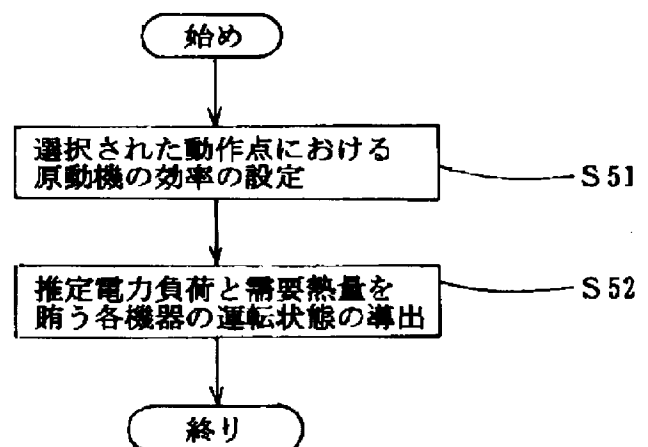 始め
選択された動作点における
原動機の効率の設定
S51
推定電力負荷と需要熱量を
賄う各機器の運転状態の導出
S52
終り